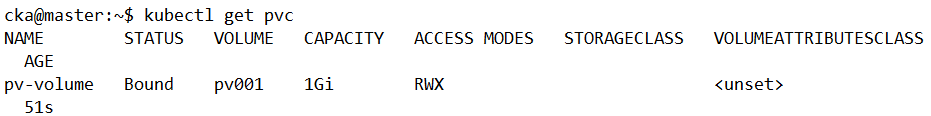 cka@master:~$ kubectl get pvc
NAME STATUS VOLUME CAPACITY ACCESS MODES STORAGECLASS VOLUMEATTRIBUTESCLASS
AGE
pv-volume Bound pv001 1Gi RWX <unset>
51s